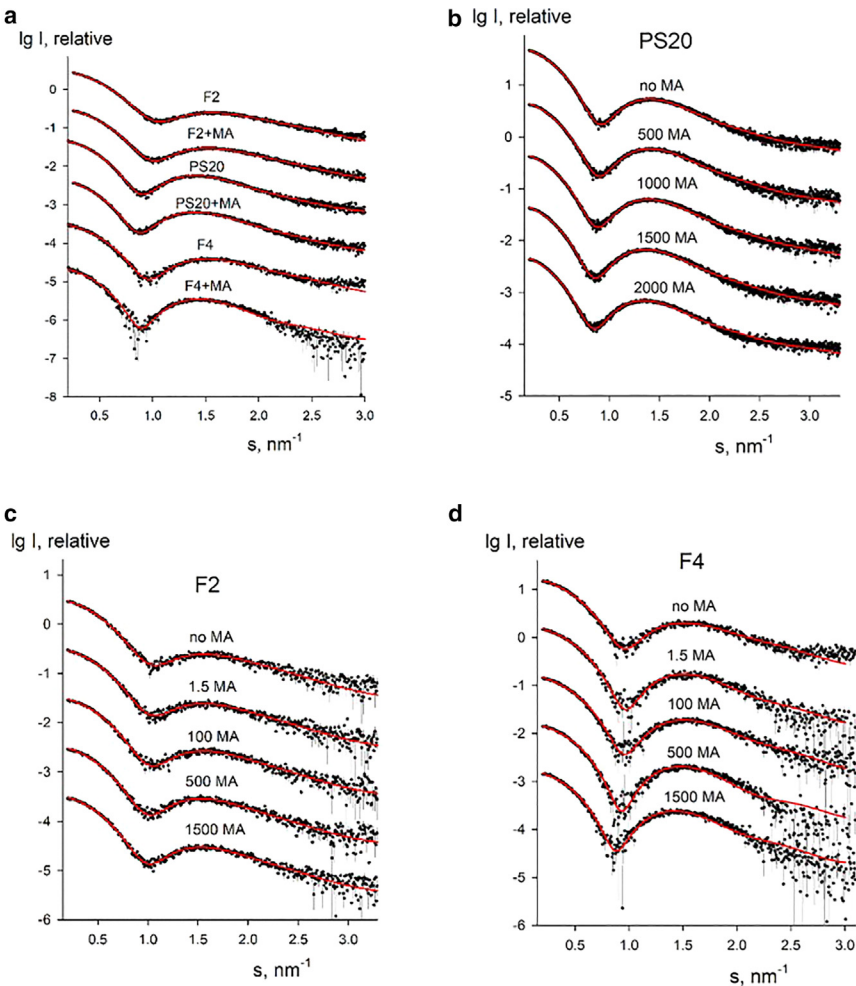 a
lg I, relative
0
-1
-2
-3
-4
-5
-6
-7
-8
F2
F2+MA
PS20
PS20+MA
F4
F4+MA
0.5 1.0 1.5 2.0 2.5 3.0
s, nm⁻¹
b
lg I, relative
PS20
1
0
-1
-2
-3
-4
-5
no MA
500 MA
1000 MA
1500 MA
2000 MA
0.5 1.0 1.5 2.0 2.5 3.0
s, nm⁻¹
c
lg I, relative
F2
1
0
-1
-2
-3
-4
-5
-6
no MA
1.5 MA
100 MA
500 MA
1500 MA
0.5 1.0 1.5 2.0 2.5 3.0
s, nm⁻¹
d
lg I, relative
F4
1
0
-1
-2
-3
-4
-5
-6
no MA
1.5 MA
100 MA
500 MA
1500 MA
0.5 1.0 1.5 2.0 2.5 3.0
s, nm⁻¹